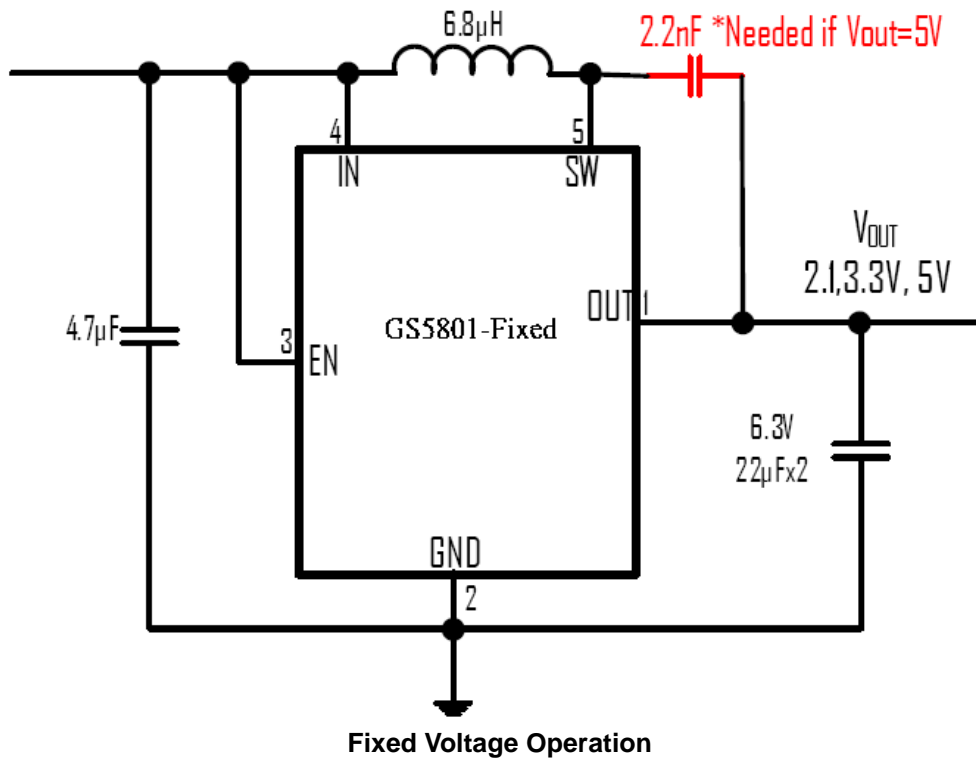 6.8µH
2.2nF *Needed if Vout=5V
4
5
IN
SW
VOUT
2.1,3.3V, 5V
OUT
1
4.7µF
GS5801-Fixed
3
EN
6.3V
22µFx2
GND
2
Fixed Voltage Operation